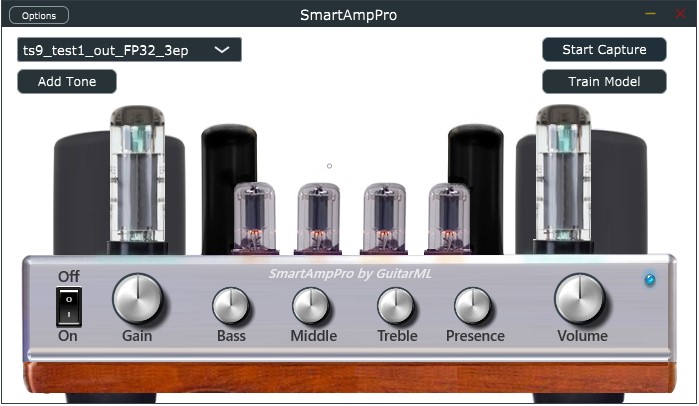 Options
SmartAmpPro
ts9_test1_out_FP32_3ep
Start Capture
Add Tone
Train Model
SmartAmpPro by GuitarML
Off
O
I
On
Gain
Bass
Middle
Treble
Presence
Volume